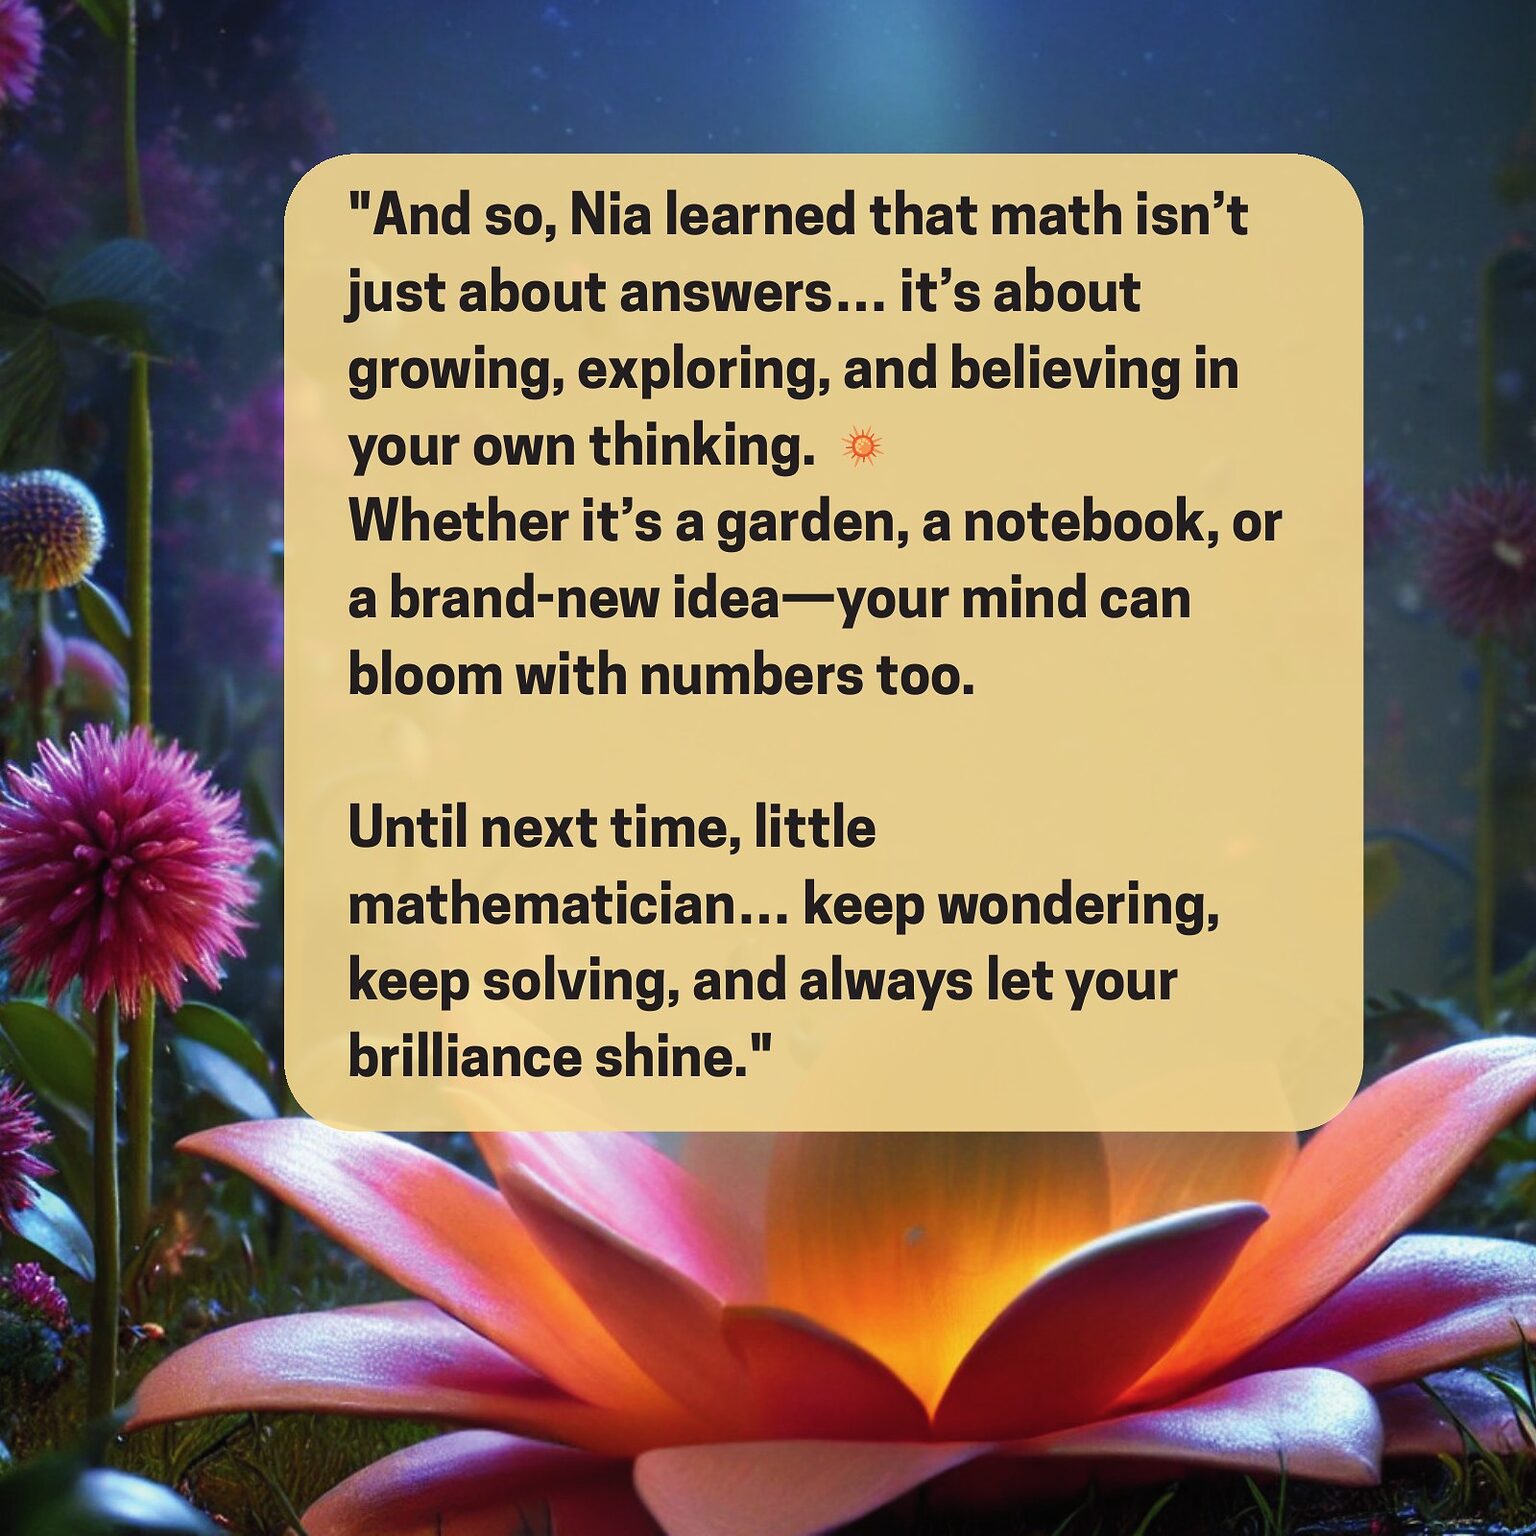 "And so, Nia learned that math isn’t
just about answers… it’s about
growing, exploring, and believing in
your own thinking.
Whether it’s a garden, a notebook, or
a brand-new idea—your mind can
bloom with numbers too.
Until next time, little
mathematician… keep wondering,
keep solving, and always let your
brilliance shine."